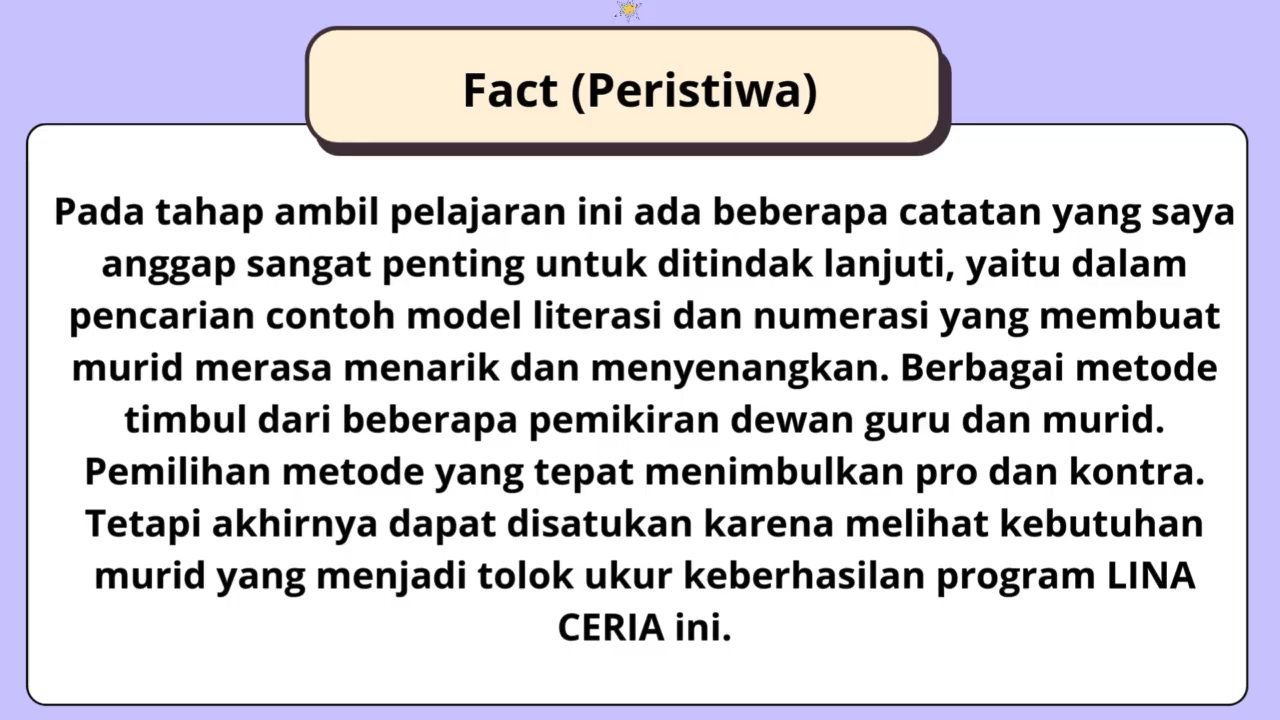 Fact (Peristiwa)
Pada tahap ambil pelajaran ini ada beberapa catatan yang saya
anggap sangat penting untuk ditindak lanjuti, yaitu dalam
pencarian contoh model literasi dan numerasi yang membuat
murid merasa menarik dan menyenangkan. Berbagai metode
timbul dari beberapa pemikiran dewan guru dan murid.
Pemilihan metode yang tepat menimbulkan pro dan kontra.
Tetapi akhirnya dapat disatukan karena melihat kebutuhan
murid yang menjadi tolok ukur keberhasilan program LINA
CERIA ini.